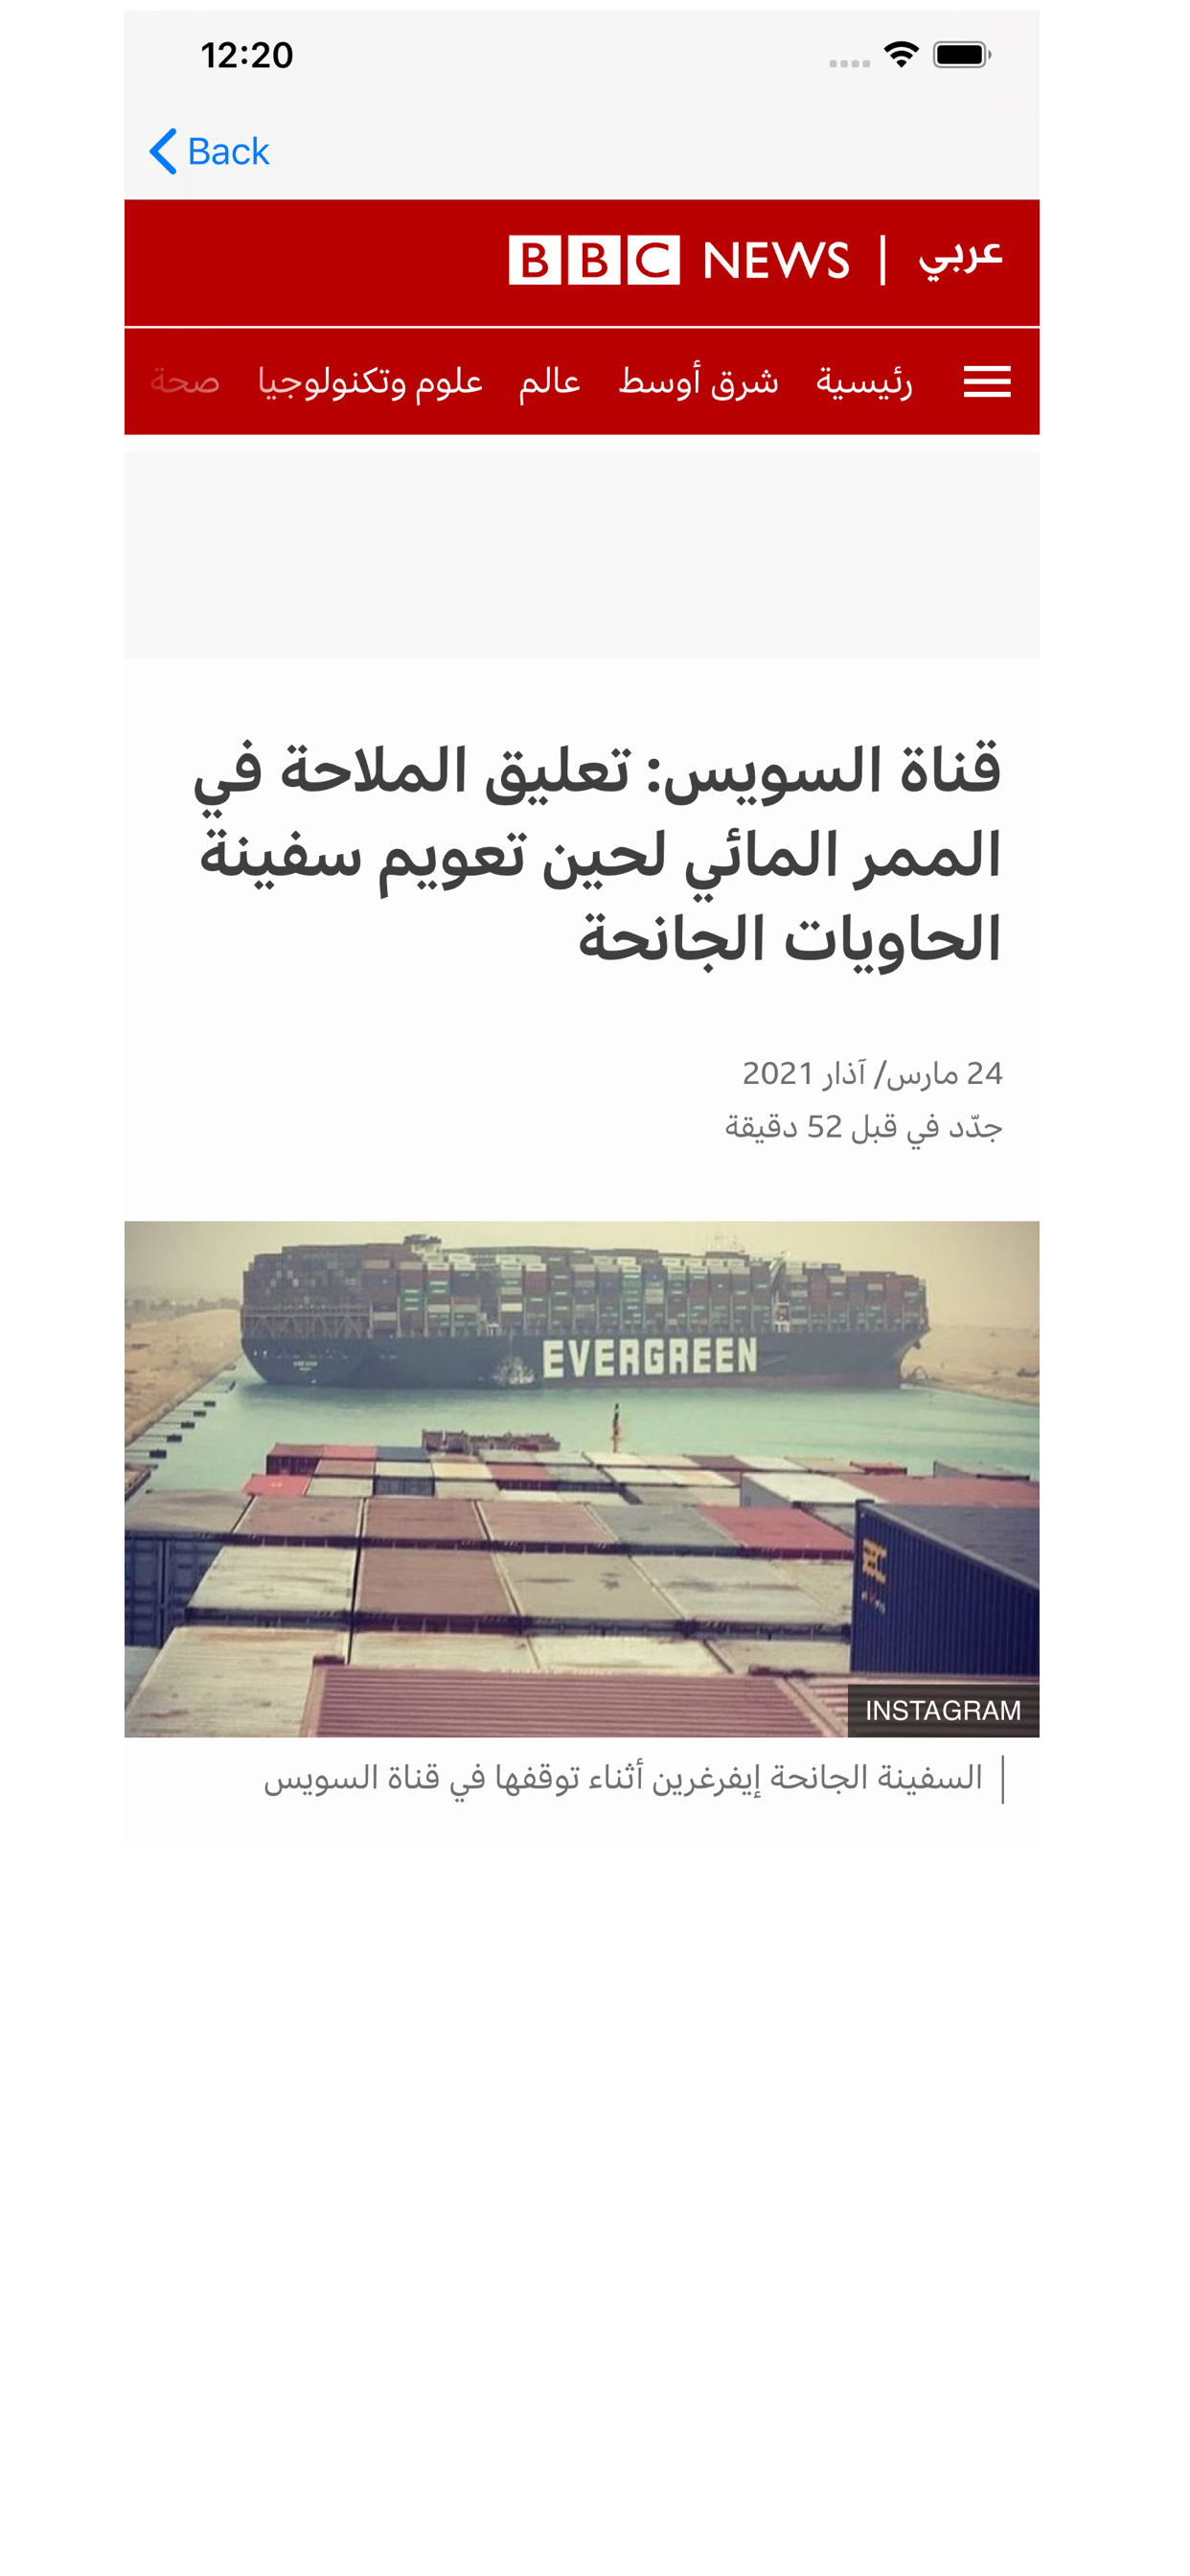 12:20
Back
BBC NEWS | عربي
رئيسية شرق أوسط عالم علوم وتكنولوجيا صحة
قناة السويس: تعليق الملاحة في
الممر المائي لحين تعويم سفينة
الحاويات الجانحة
24 مارس/ آذار 2021
جدّد في قبل 52 دقيقة
EVERGREEN
INSTAGRAM
السفينة الجانحة إيفرغرين أثناء توقفها في قناة السويس